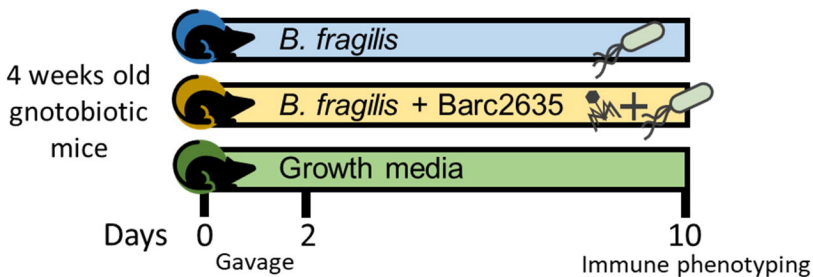 4 weeks old
gnotobiotic
mice
B. fragilis
B. fragilis + Barc2635
Growth media
Days 0 2 10
Gavage
Immune phenotyping